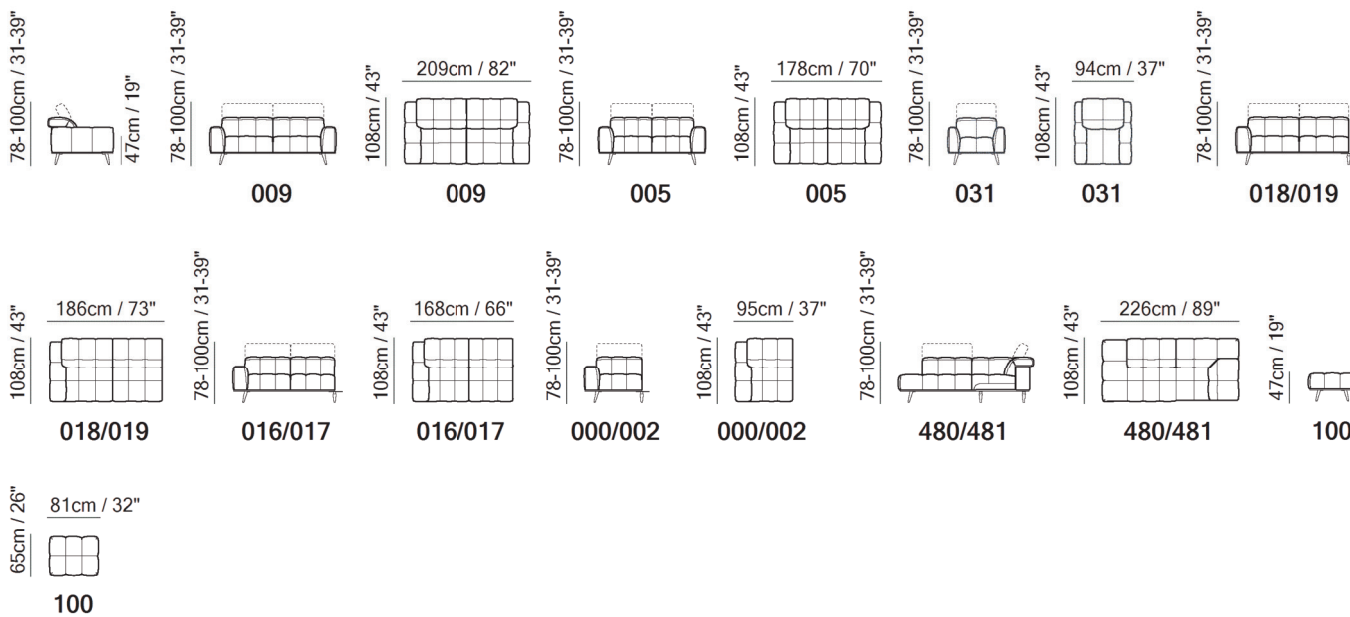 78-100cm / 31-39"
47cm / 19"
78-100cm / 31-39"
009
108cm / 43"
209cm / 82"
009
78-100cm / 31-39"
005
108cm / 43"
178cm / 70"
005
78-100cm / 31-39"
031
108cm / 43"
94cm / 37"
031
78-100cm / 31-39"
018/019
108cm / 43"
186cm / 73"
018/019
78-100cm / 31-39"
016/017
108cm / 43"
168cm / 66"
016/017
78-100cm / 31-39"
000/002
108cm / 43"
95cm / 37"
000/002
78-100cm / 31-39"
480/481
108cm / 43"
226cm / 89"
480/481
47cm / 19"
100
65cm / 26"
81cm / 32"
100